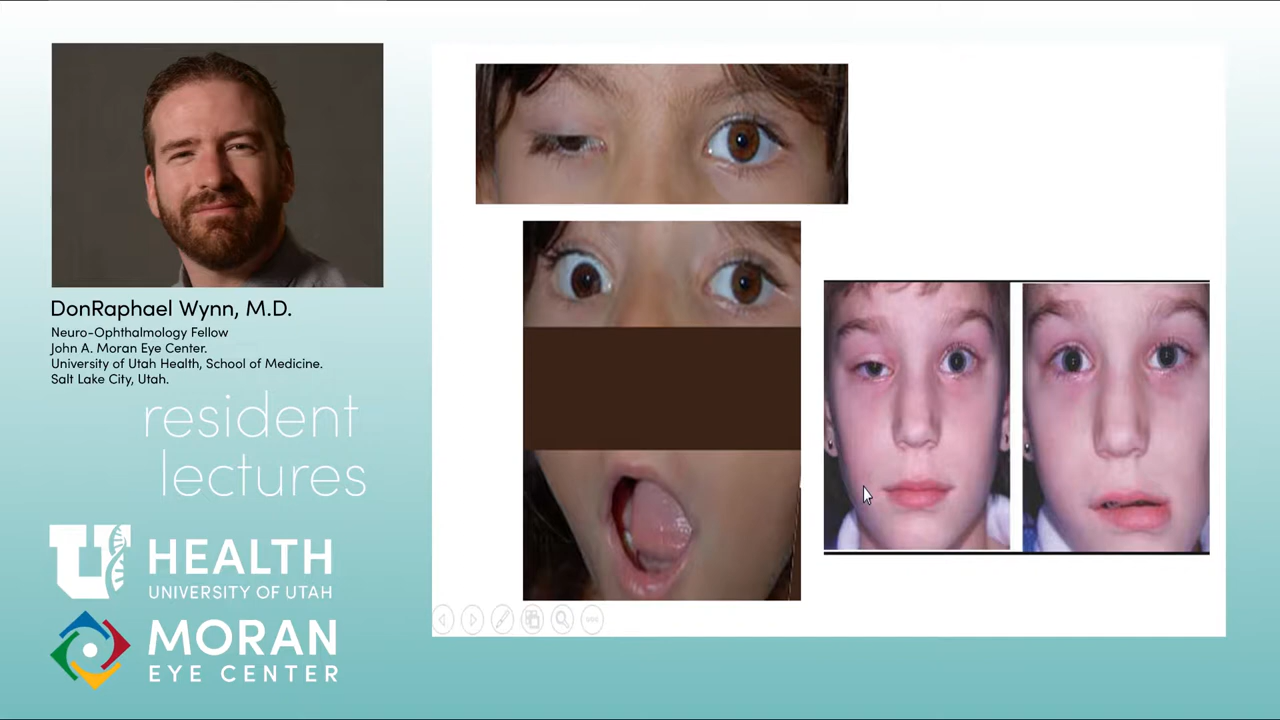 DonRaphael Wynn, M.D.
Neuro-Ophthalmology Fellow
John A. Moran Eye Center.
University of Utah Health, School of Medicine.
Salt Lake City, Utah.
resident
lectures
U HEALTH
UNIVERSITY OF UTAH
MORAN
EYE CENTER